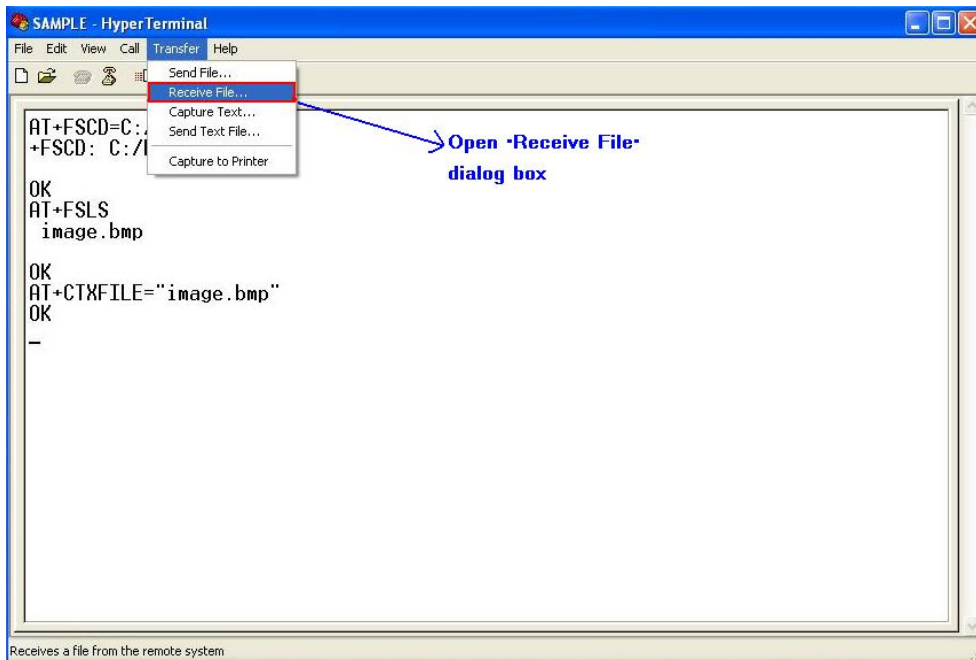 SAMPLE - HyperTerminal
File Edit View Call Transfer Help
Send File...
Receive File...
Capture Text...
Send Text File...
Capture to Printer
AT+FSCD=C:/
+FSCD: C:/
OK
AT+FSLS
image.bmp
OK
AT+CTXFILE="image.bmp"
OK
Open -Receive File-
dialog box
Receives a file from the remote system